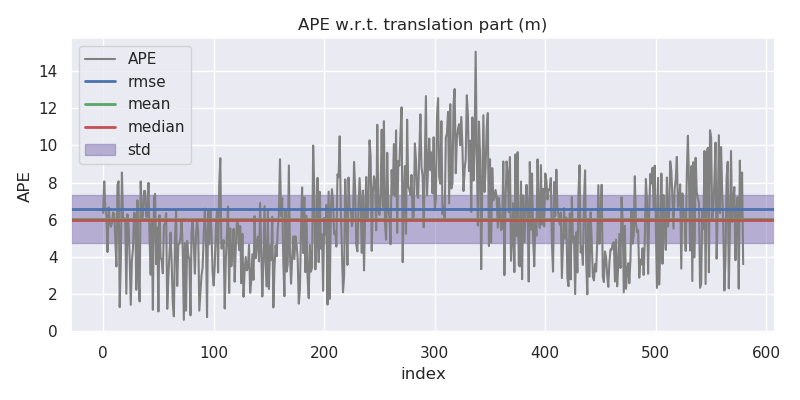 APE w.r.t. translation part (m)
APE
rmse
mean
median
std
14
12
10
8
6
4
2
0
APE
0 100 200 300 400 500 600
index